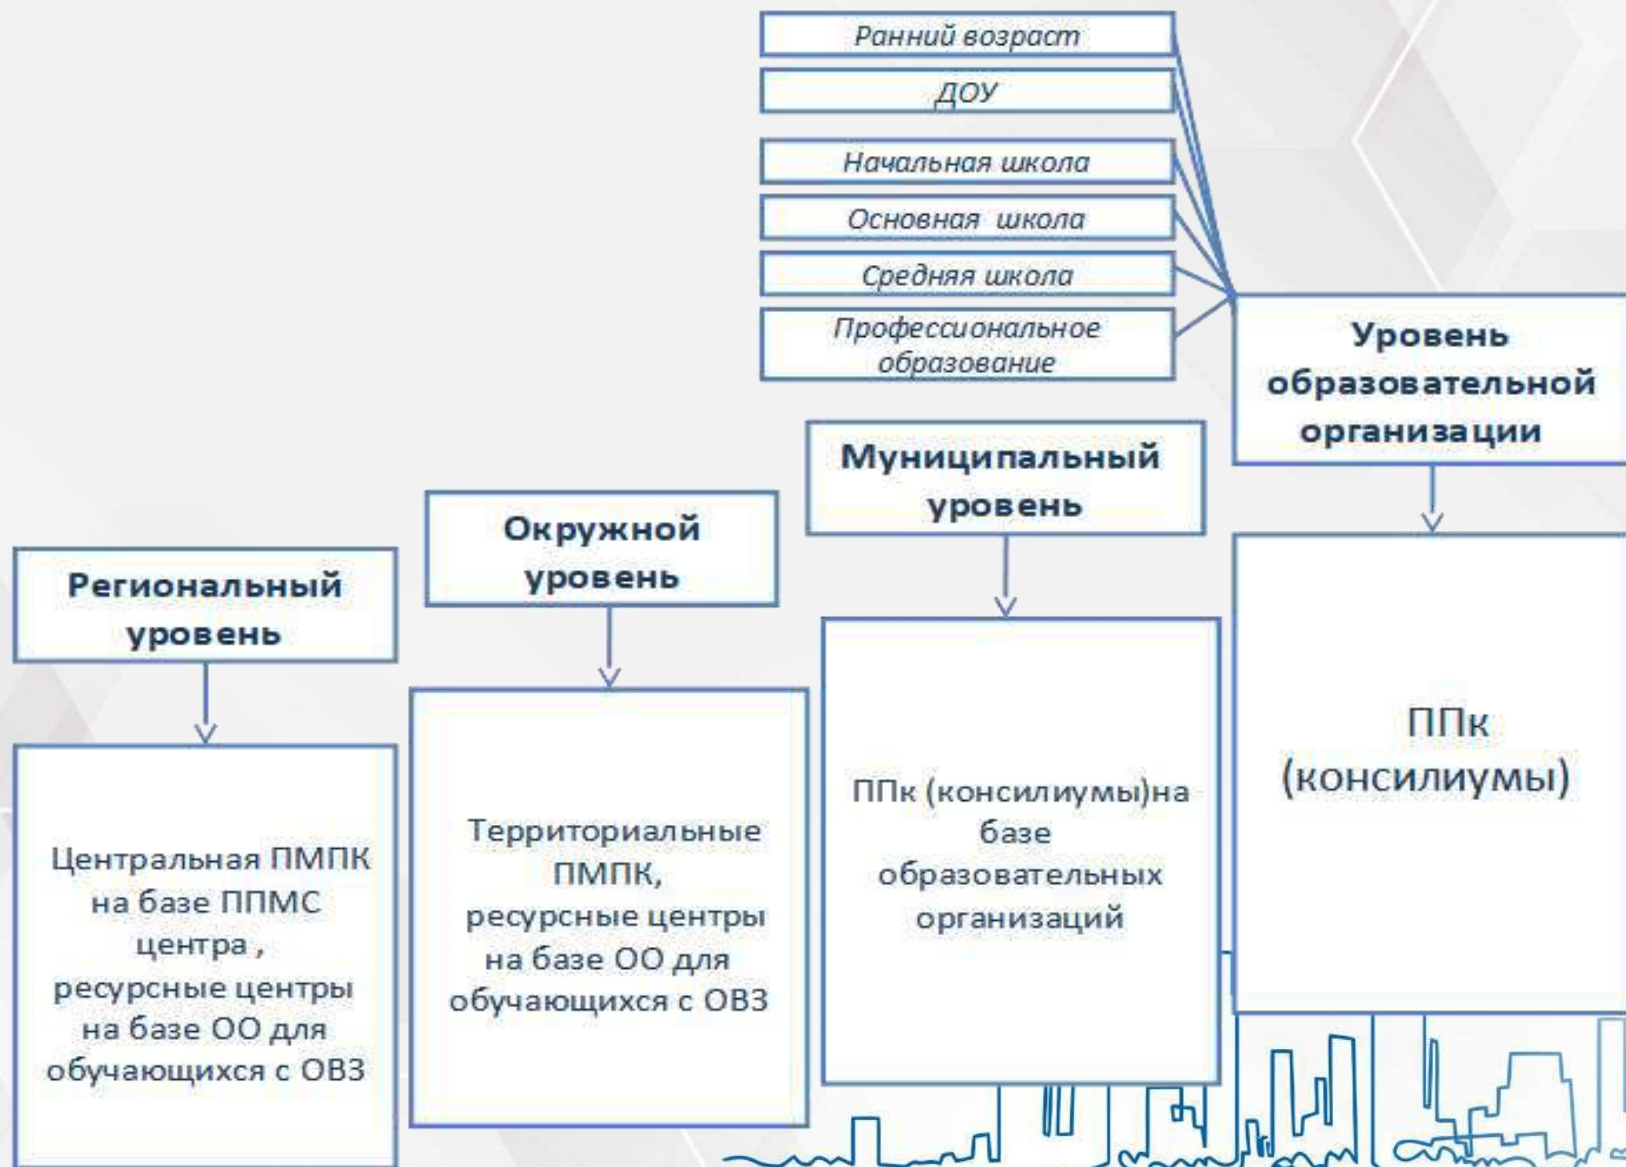 Ранний возраст
ДОУ
Начальная школа
Основная школа
Средняя школа
Профессиональное
образование
Уровень
образовательной
организации
Муниципальный
уровень
Окружной
уровень
Региональный
уровень
ППк
(консилиумы)
ППк (консилиумы)на
базе
образовательных
организаций
Территориальные
ПМПК,
ресурсные центры
на базе ОО для
обучающихся с ОВЗ
Центральная ПМПК
на базе ППМС
центра ,
ресурсные центры
на базе ОО для
обучающихся с ОВЗ